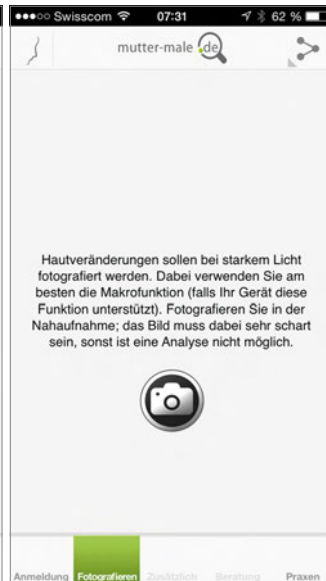 Swisscom 07:31 62 %
mutter-male .de
Hautveränderungen sollen bei starkem Licht
fotografiert werden. Dabei verwenden Sie am
besten die Makrofunktion (falls Ihr Gerät diese
Funktion unterstützt). Fotografieren Sie in der
Nahaufnahme; das Bild muss dabei sehr schart
sein, sonst ist eine Analyse nicht möglich.
Anmeldung Fotografieren Zusätzlich Beratung Praxen